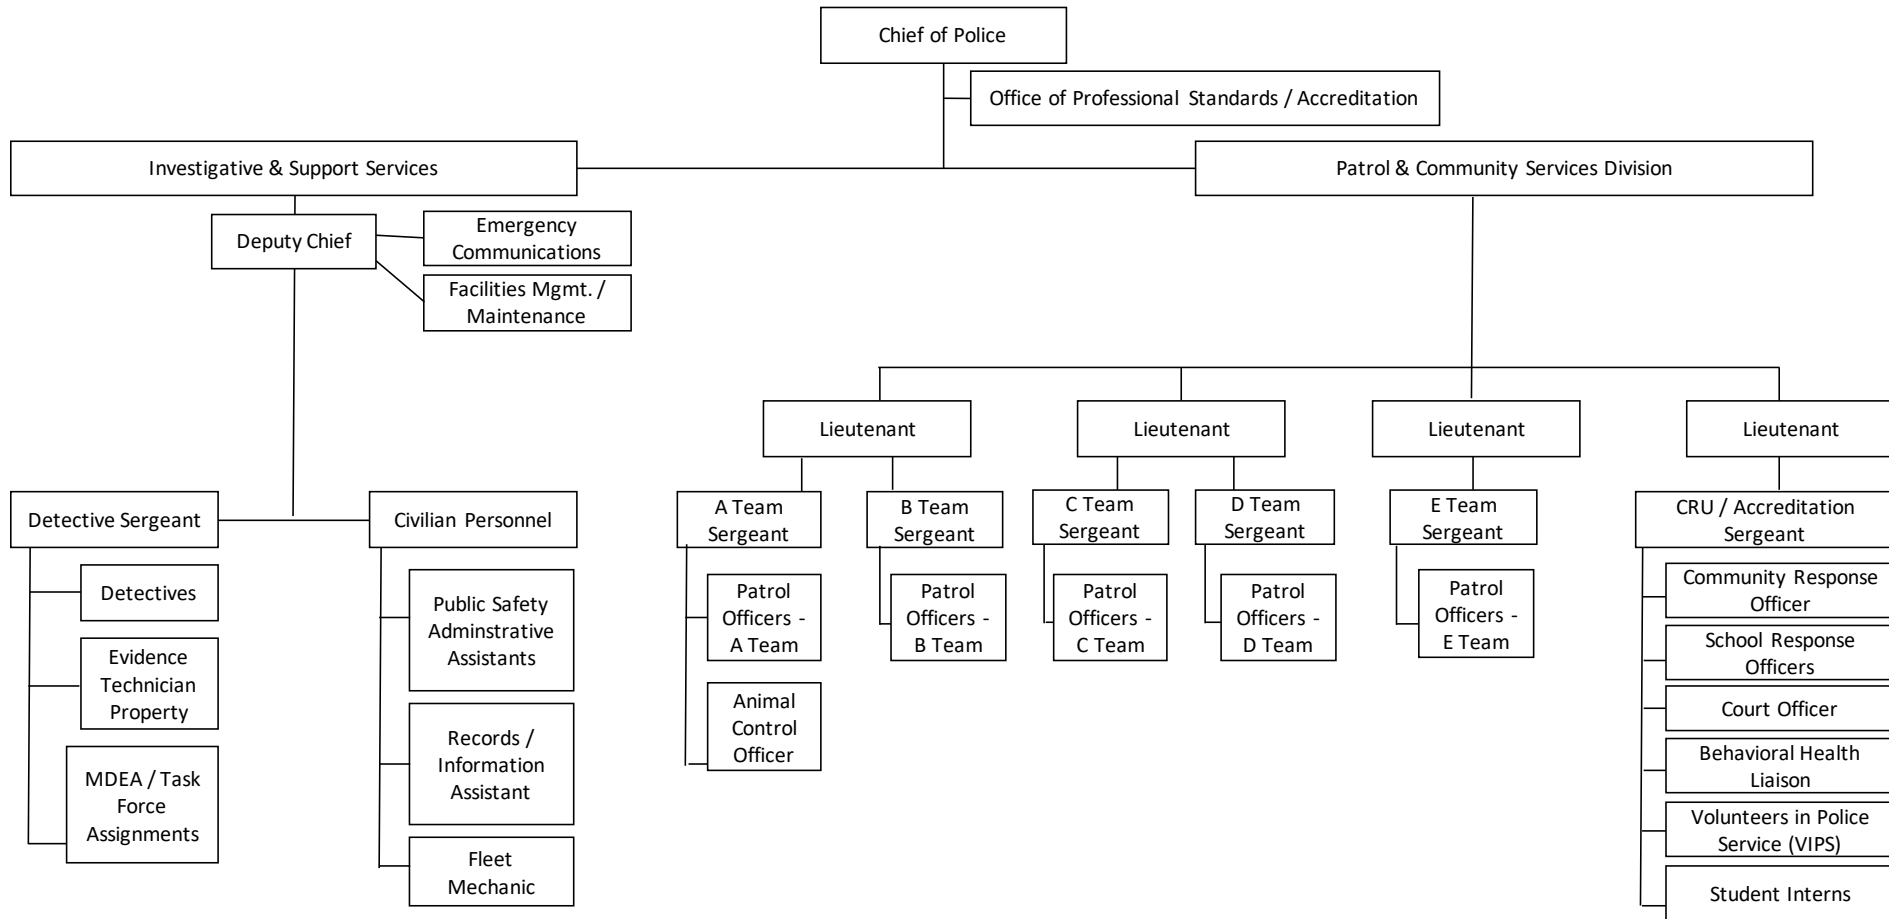 Chief of Police
Office of Professional Standards / Accreditation
Investigative & Support Services
Patrol & Community Services Division
Deputy Chief
Emergency
Communications
Facilities Mgmt. /
Maintenance
Lieutenant
Lieutenant
Lieutenant
Lieutenant
Detective Sergeant
Civilian Personnel
A Team
Sergeant
B Team
Sergeant
C Team
Sergeant
D Team
Sergeant
E Team
Sergeant
CRU / Accreditation
Sergeant
Detectives
Evidence
Technician
Property
MDEA / Task
Force
Assignments
Public Safety
Adminstrative
Assistants
Records /
Information
Assistant
Fleet
Mechanic
Patrol
Officers -
A Team
Animal
Control
Officer
Patrol
Officers -
B Team
Patrol
Officers -
C Team
Patrol
Officers -
D Team
Patrol
Officers -
E Team
Community Response
Officer
School Response
Officers
Court Officer
Behavioral Health
Liaison
Volunteers in Police
Service (VIPS)
Student Interns